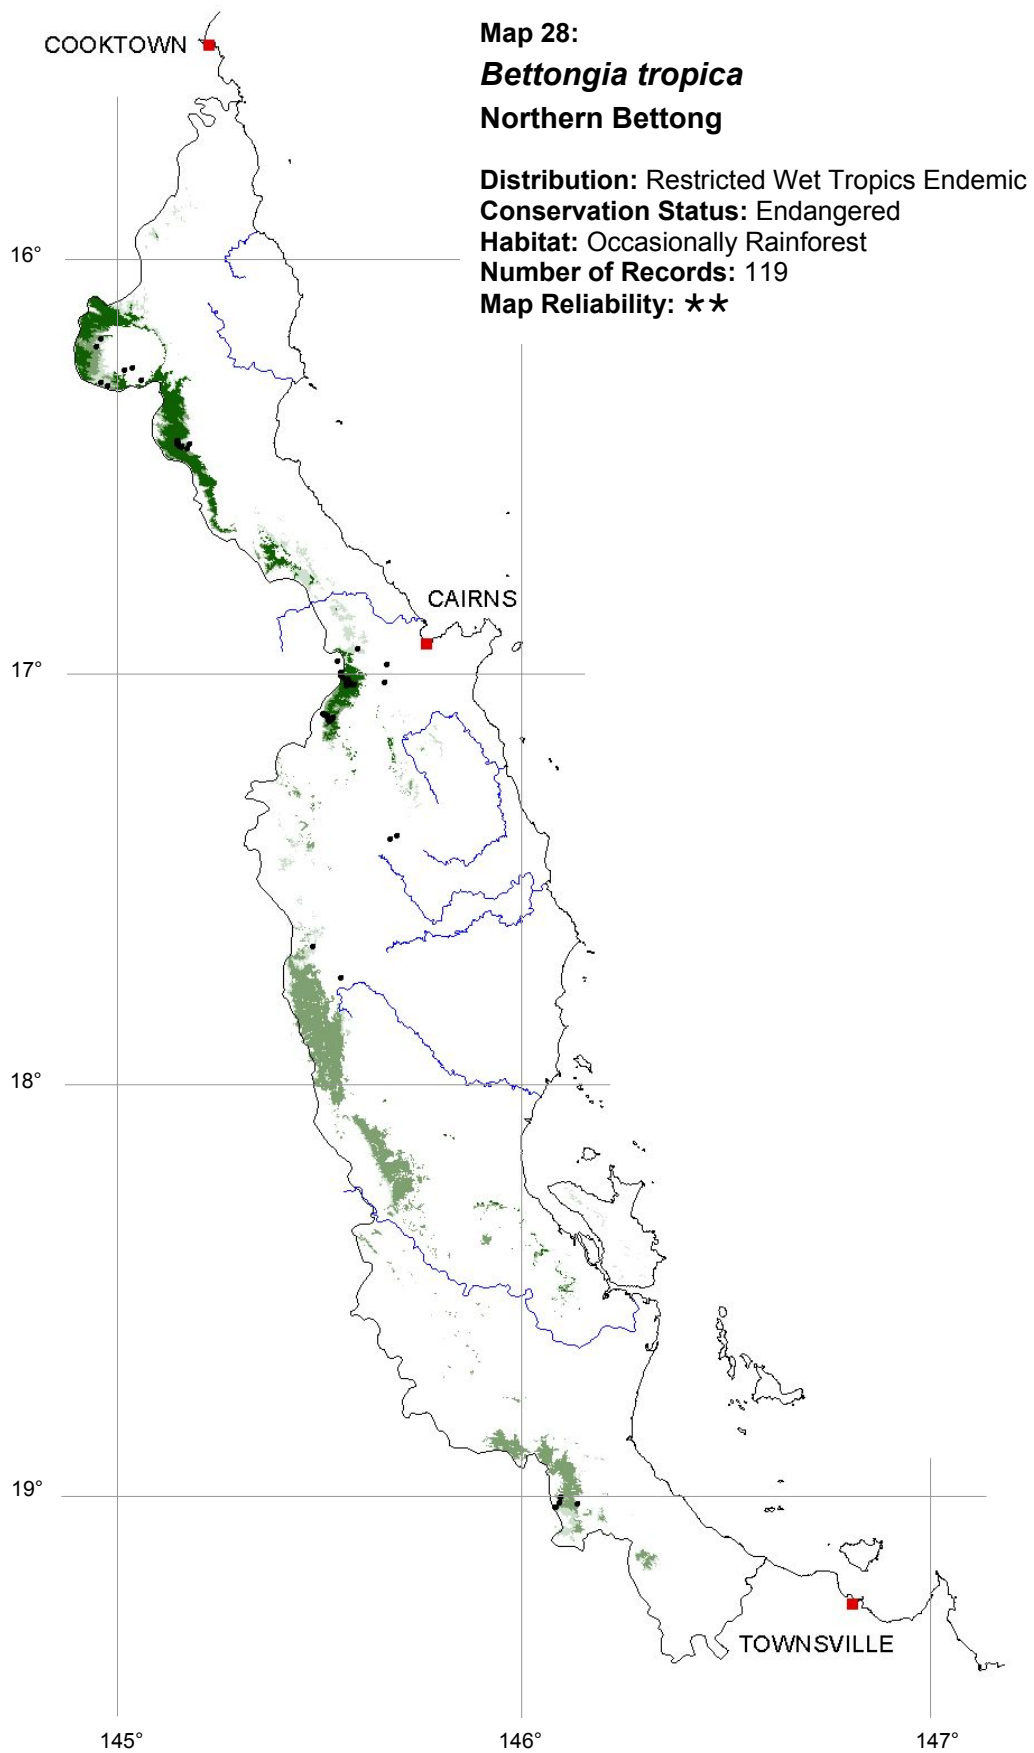 Map 28:
Bettongia tropica
Northern Bettong
Distribution: Restricted Wet Tropics Endemic
Conservation Status: Endangered
Habitat: Occasionally Rainforest
Number of Records: 119
Map Reliability: **
COOKTOWN
16°
CAIRNS
17°
18°
19°
TOWNSVILLE
145°
146°
147°